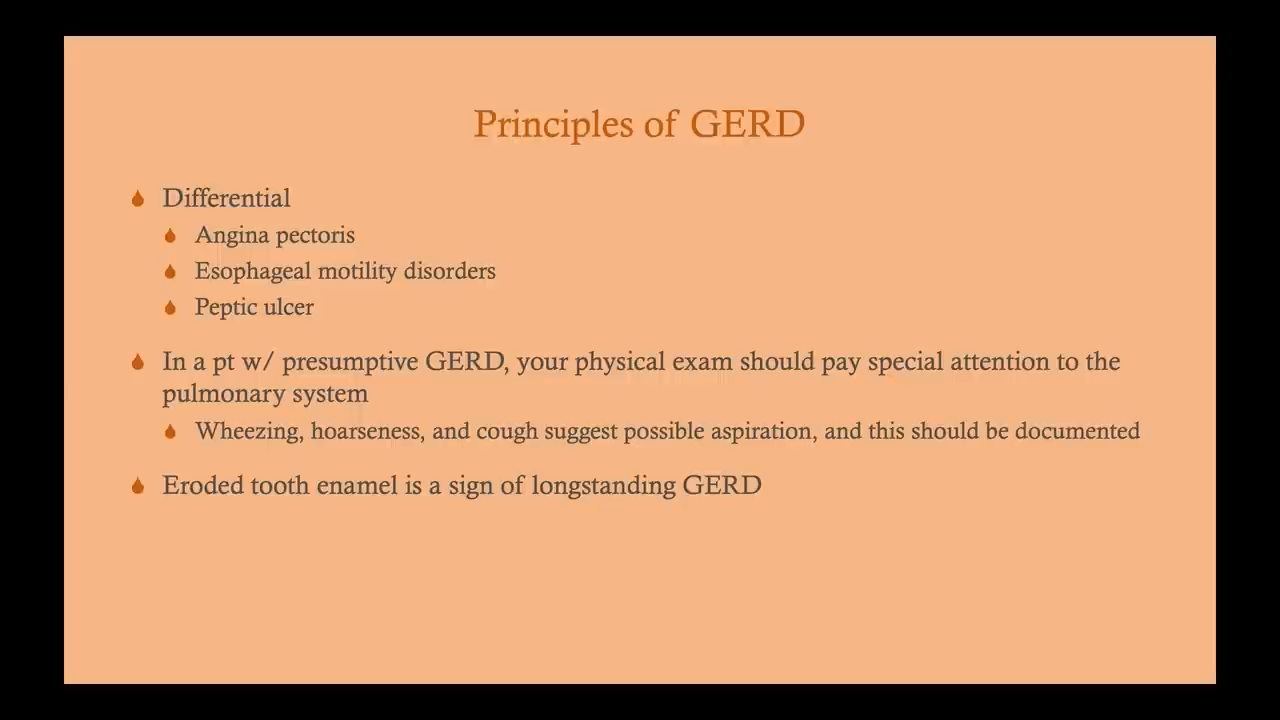 Principles of GERD
Differential
Angina pectoris
Esophageal motility disorders
Peptic ulcer
In a pt w/ presumptive GERD, your physical exam should pay special attention to the
pulmonary system
Wheezing, hoarseness, and cough suggest possible aspiration, and this should be documented
Eroded tooth enamel is a sign of longstanding GERD